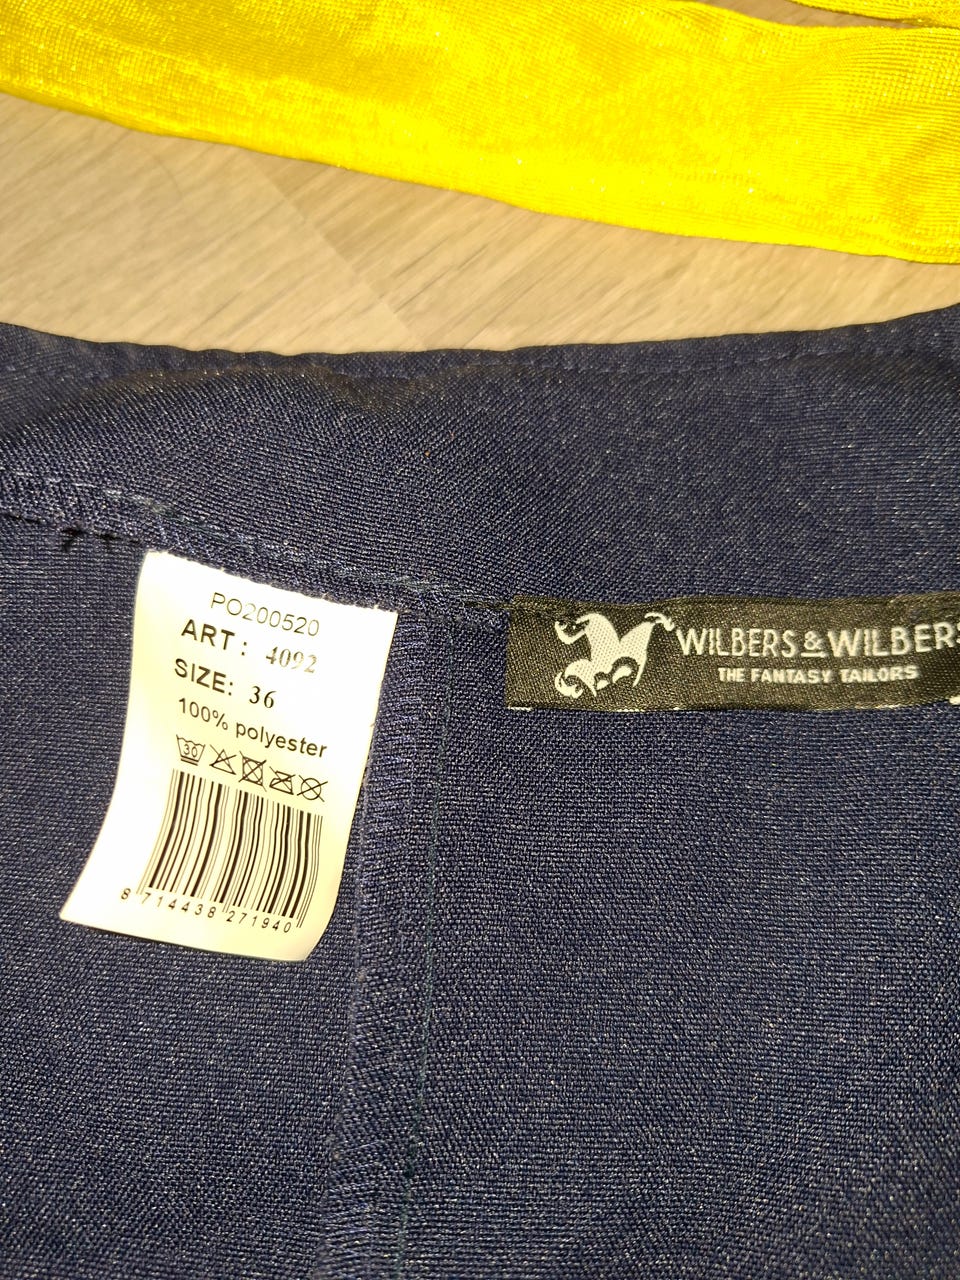 PO200520
ART: 4092
SIZE: 36
100% polyester
30
8 714438 271940
WILBERS & WILBERS
THE FANTASY TAILORS